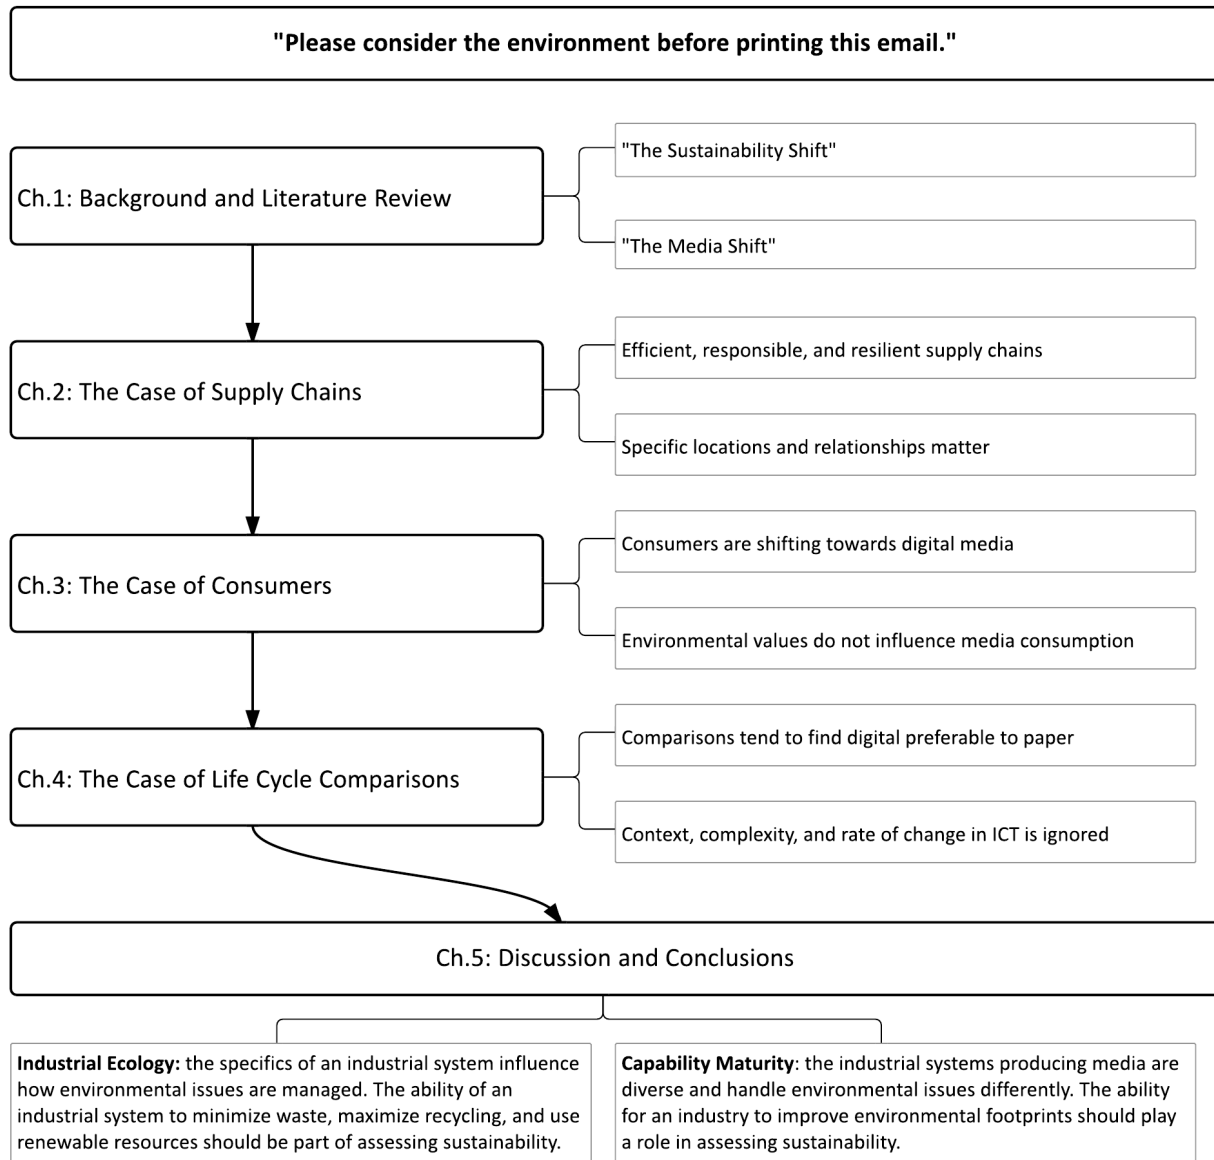 "Please consider the environment before printing this email."
Ch.1: Background and Literature Review
"The Sustainability Shift"
"The Media Shift"
Ch.2: The Case of Supply Chains
Efficient, responsible, and resilient supply chains
Specific locations and relationships matter
Ch.3: The Case of Consumers
Consumers are shifting towards digital media
Environmental values do not influence media consumption
Ch.4: The Case of Life Cycle Comparisons
Comparisons tend to find digital preferable to paper
Context, complexity, and rate of change in ICT is ignored
Ch.5: Discussion and Conclusions
Industrial Ecology: the specifics of an industrial system influence
how environmental issues are managed. The ability of an
industrial system to minimize waste, maximize recycling, and use
renewable resources should be part of assessing sustainability.
Capability Maturity: the industrial systems producing media are
diverse and handle environmental issues differently. The ability
for an industry to improve environmental footprints should play
a role in assessing sustainability.